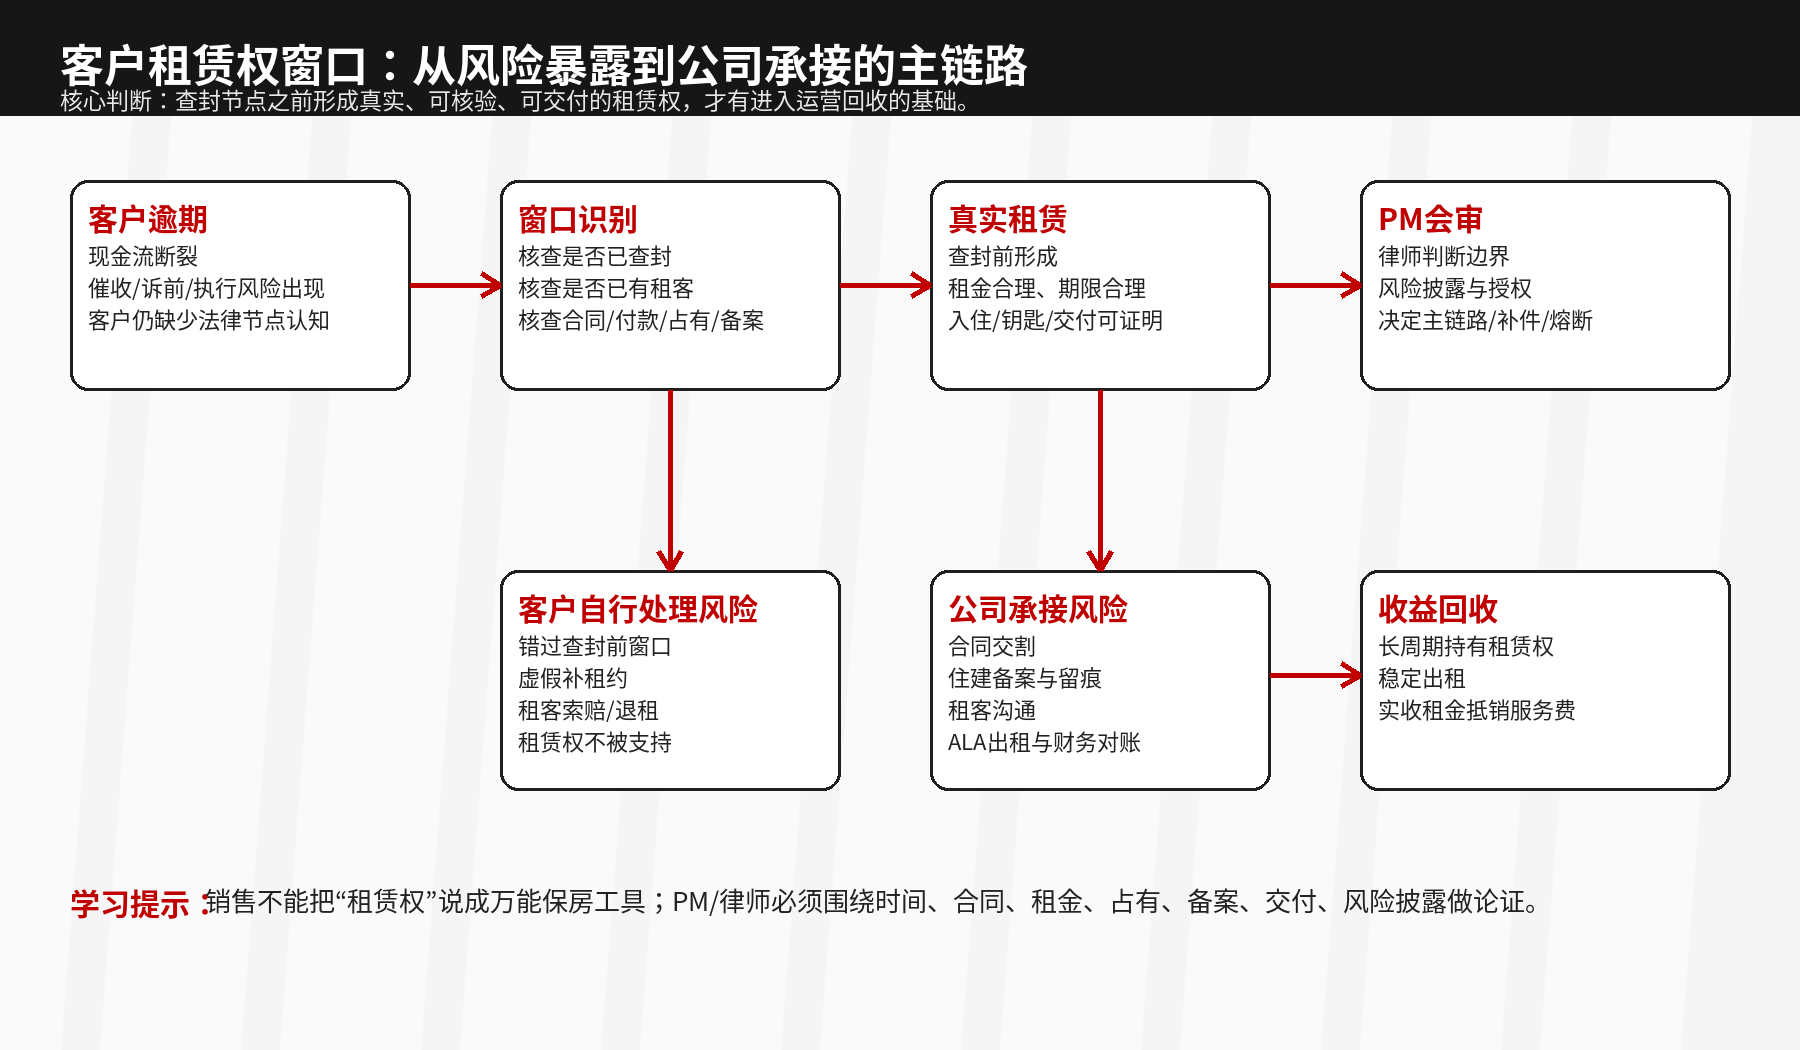 客户租赁权窗口：从风险暴露到公司承接的主链路
核心判断：查封节点之前形成真实、可核验、可交付的租赁权，才有进入运营回收的基础。
客户逾期
现金流断裂
催收/诉前/执行风险出现
客户仍缺少法律节点认知
窗口识别
核查是否已查封
核查是否已有租客
核查合同/付款/占有/备案
真实租赁
查封前形成
租金合理、期限合理
入住/钥匙/交付可证明
PM会审
律师判断边界
风险披露与授权
决定主链路/补件/熔断
客户自行处理风险
错过查封前窗口
虚假补租约
租客索赔/退租
租赁权不被支持
公司承接风险
合同交割
住建备案与留痕
租客沟通
ALA出租与财务对账
收益回收
长周期持有租赁权
稳定出租
实收租金抵销服务费
学习提示：销售不能把“租赁权”说成万能保房工具；PM/律师必须围绕时间、合同、租金、占有、备案、交付、风险披露做论证。